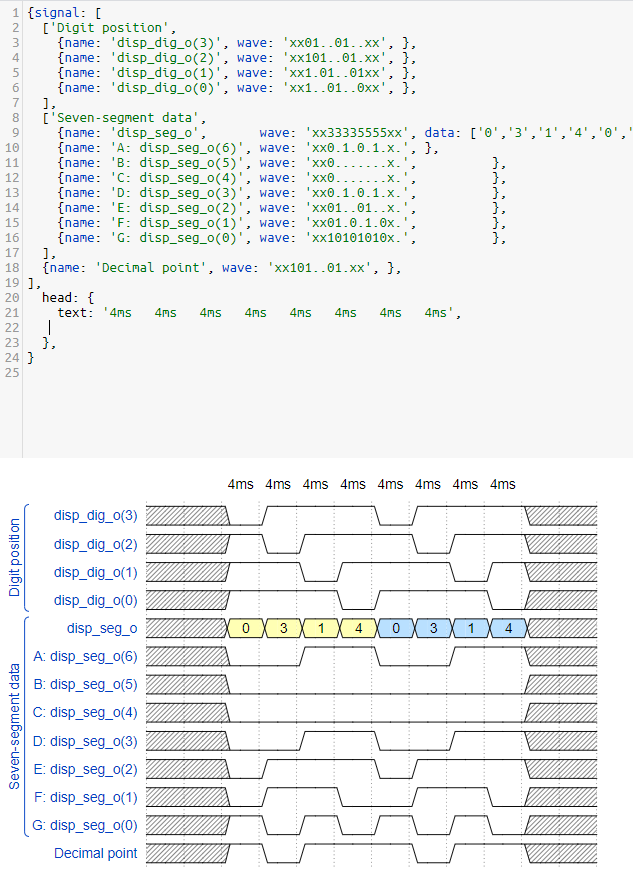 1 {signal: [
2   ['Digit position',
3     {name: 'disp_dig_o(3)', wave: 'xx01..01..xx', },
4     {name: 'disp_dig_o(2)', wave: 'xx101..01.xx', },
5     {name: 'disp_dig_o(1)', wave: 'xx1.01..01xx', },
6     {name: 'disp_dig_o(0)', wave: 'xx1..01..0xx', },
7   ],
8   ['Seven-segment data',
9     {name: 'disp_seg_o',       wave: 'xx33335555xx', data: ['0','3','1','4','0','
10     {name: 'A: disp_seg_o(6)', wave: 'xx0.1.0.1.x.', },
11     {name: 'B: disp_seg_o(5)', wave: 'xx0.......x.',          },
12     {name: 'C: disp_seg_o(4)', wave: 'xx0.......x.',          },
13     {name: 'D: disp_seg_o(3)', wave: 'xx0.1.0.1.x.',          },
14     {name: 'E: disp_seg_o(2)', wave: 'xx01..01..x.',          },
15     {name: 'F: disp_seg_o(1)', wave: 'xx01.0.1.0x.',          },
16     {name: 'G: disp_seg_o(0)', wave: 'xx10101010x.',          },
17   ],
18   {name: 'Decimal point', wave: 'xx101..01.xx', },
19 ],
20   head: {
21     text: '4ms   4ms   4ms   4ms   4ms   4ms   4ms   4ms',
22
23   },
24 }
25
4ms 4ms 4ms 4ms 4ms 4ms 4ms 4ms
Digit position
disp_dig_o(3)
disp_dig_o(2)
disp_dig_o(1)
disp_dig_o(0)
Seven-segment data
disp_seg_o 0 3 1 4 0 3 1 4
A: disp_seg_o(6)
B: disp_seg_o(5)
C: disp_seg_o(4)
D: disp_seg_o(3)
E: disp_seg_o(2)
F: disp_seg_o(1)
G: disp_seg_o(0)
Decimal point